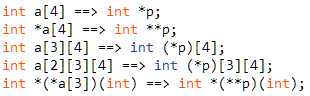 int a[4] ==> int *p;
int *a[4] ==> int **p;
int a[3][4] ==> int (*p)[4];
int a[2][3][4] ==> int (*p)[3][4];
int *(*a[3])(int) ==> int *(**p)(int);